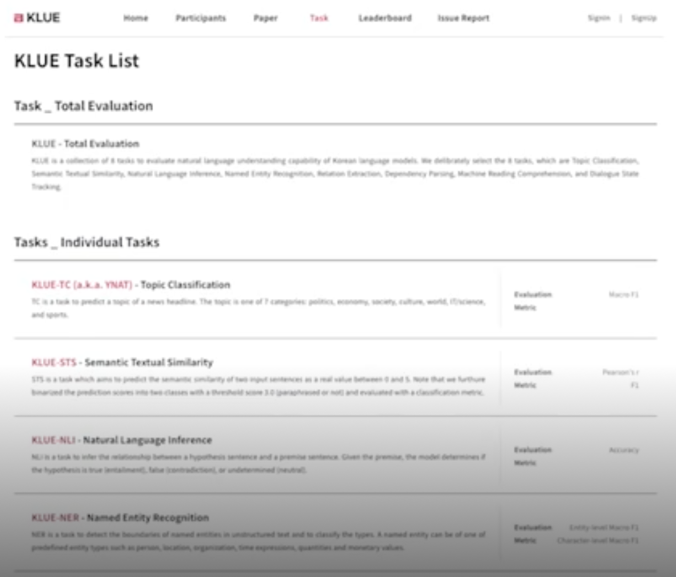 KLUE
Home Participants Paper Task Leaderboard Issue Report SignIn | SignUp
KLUE Task List
Task _ Total Evaluation
KLUE - Total Evaluation
KLUE is a collection of 8 tasks to evaluate natural language understanding capability of Korean language models. We delibrately select the 8 tasks, which are Topic Classification,
Semantic Textual Similarity, Natural Language Inference, Named Entity Recognition, Relation Extraction, Dependency Parsing, Machine Reading Comprehension, and Dialogue State
Tracking.
Tasks _ Individual Tasks
KLUE-TC (a.k.a. YNAT) - Topic Classification
TC is a task to predict a topic of a news headline. The topic is one of 7 categories: politics, economy, society, culture, world, IT/science,
and sports.
Evaluation Metric
Macro F1
KLUE-STS - Semantic Textual Similarity
STS is a task which aims to predict the semantic similarity of two input sentences as a real value between 0 and 5. Note that we furthure
binarized the prediction scores into two classes with a threshold score 3.0 (paraphrased or not) and evaluated with a classification metric.
Evaluation Metric
Pearson's r
F1
KLUE-NLI - Natural Language Inference
NLI is a task to infer the relationship between a hypothesis sentence and a premise sentence. Given the premise, the model determines if
the hypothesis is true (entailment), false (contradiction), or undetermined (neutral).
Evaluation Metric
Accuracy
KLUE-NER - Named Entity Recognition
NER is a task to detect the boundaries of named entities in unstructured text and to classify the types. A named entity can be of one of
predefined entity types such as person, location, organization, time expressions, quantities and monetary values.
Evaluation Metric
Entity-level Macro F1
Character-level Macro F1